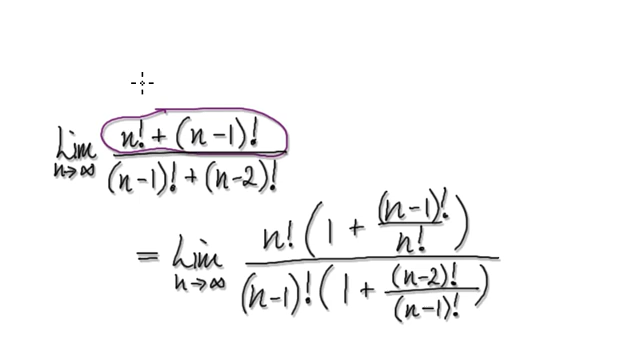 lim n→∞ (n! + (n-1)!) / ((n-1)! + (n-2)!)
= lim n→∞ (n! (1 + (n-1)!/n!)) / ((n-1)! (1 + (n-2)!/(n-1)!))